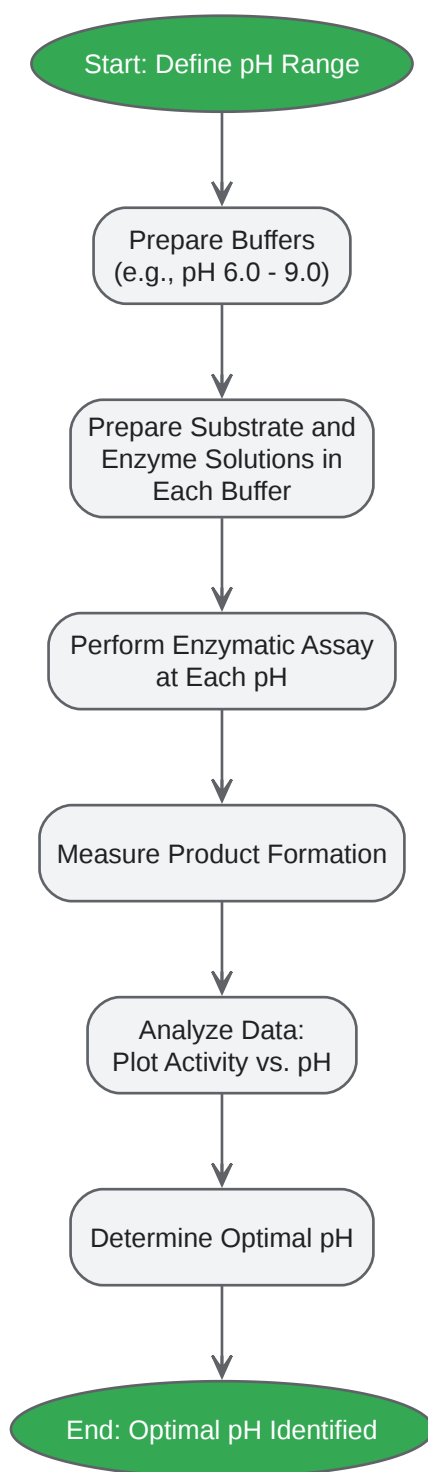 Start: Define pH Range
Prepare Buffers
(e.g., pH 6.0 - 9.0)
Prepare Substrate and
Enzyme Solutions in
Each Buffer
Perform Enzymatic Assay
at Each pH
Measure Product Formation
Analyze Data:
Plot Activity vs. pH
Determine Optimal pH
End: Optimal pH Identified